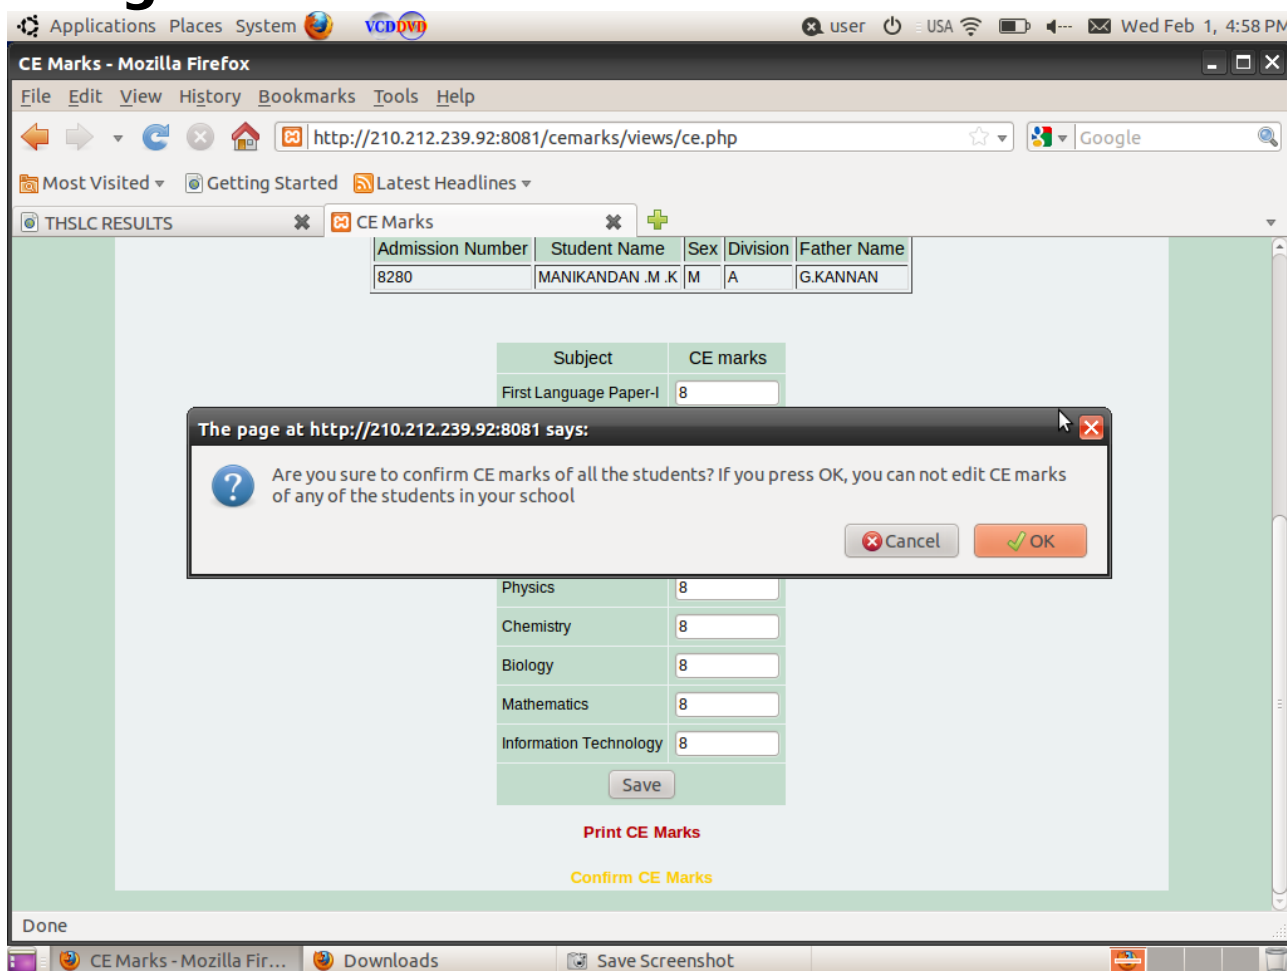 Applications Places System VCDDVD user USA Wed Feb 1, 4:58 PM
CE Marks - Mozilla Firefox
File Edit View History Bookmarks Tools Help
http://210.212.239.92:8081/cemarks/views/ce.php Google
Most Visited Getting Started Latest Headlines
THSLC RESULTS CE Marks
Admission Number Student Name Sex Division Father Name
8280 MANIKANDAN .M .K M A G.KANNAN
Subject CE marks
First Language Paper-I 8
The page at http://210.212.239.92:8081 says:
Are you sure to confirm CE marks of all the students? If you press OK, you can not edit CE marks
of any of the students in your school
Cancel OK
Physics 8
Chemistry 8
Biology 8
Mathematics 8
Information Technology 8
Save
Print CE Marks
Confirm CE Marks
Done
CE Marks - Mozilla Fir... Downloads Save Screenshot